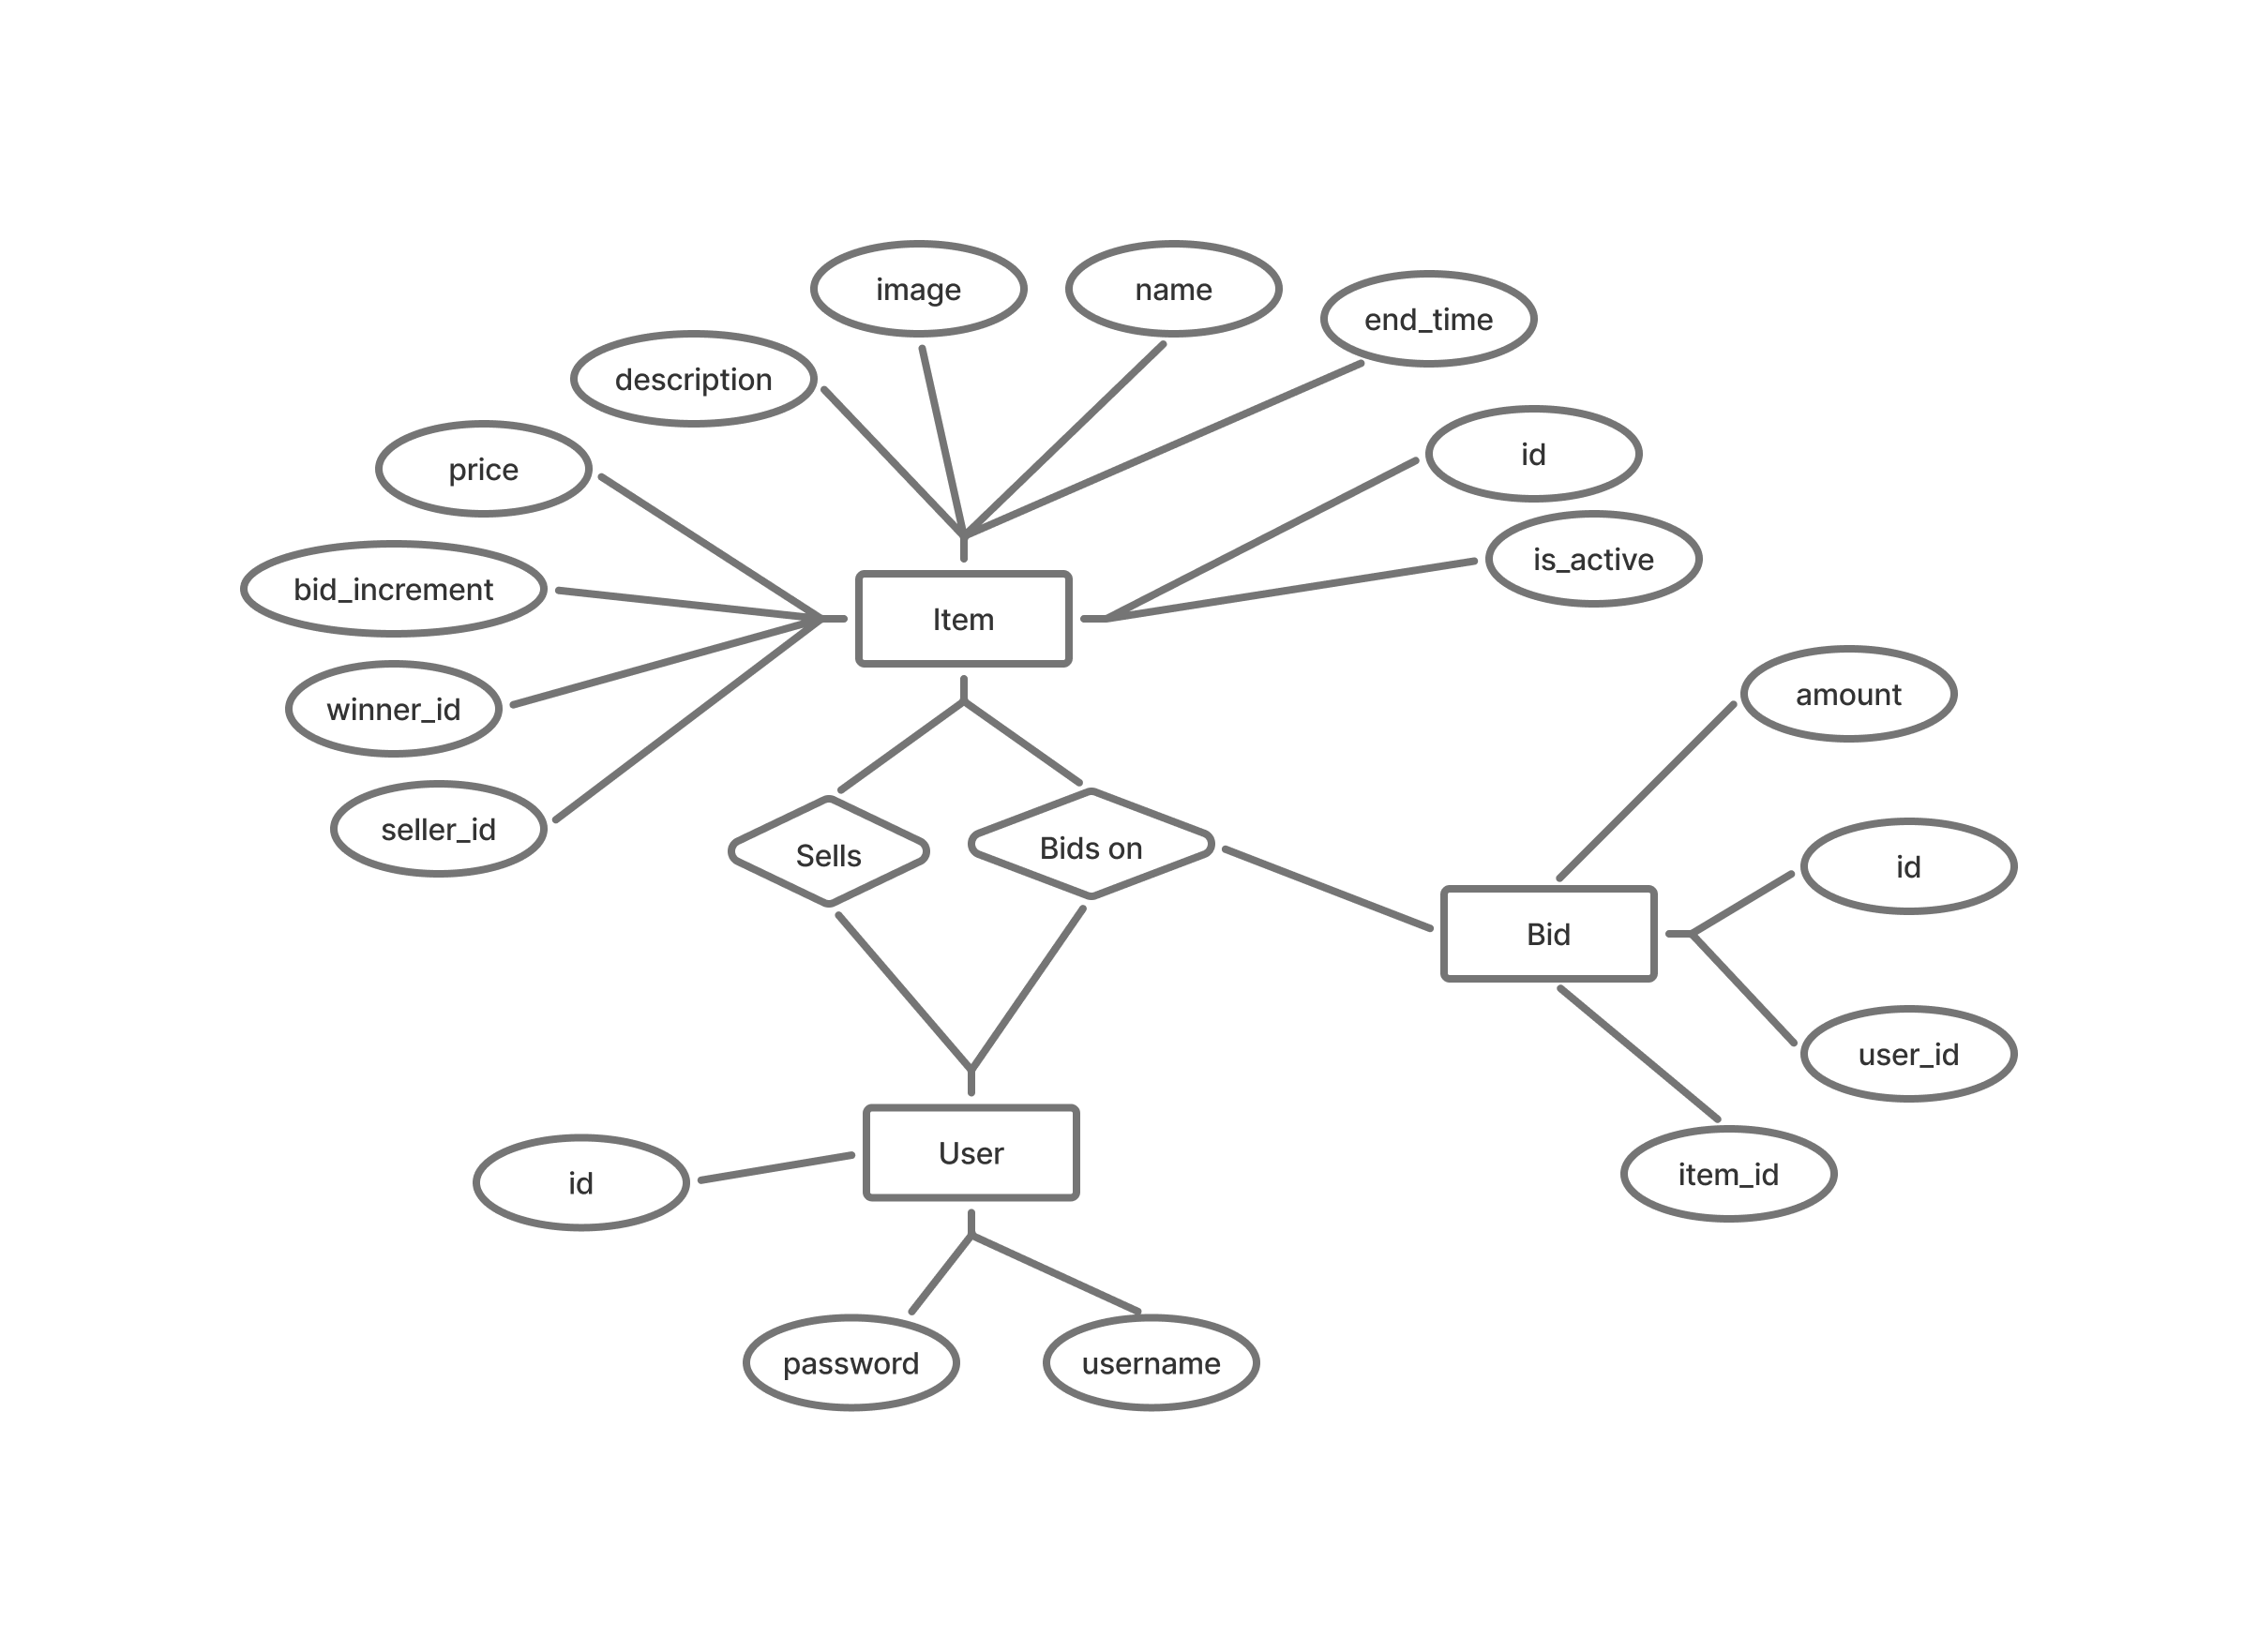 image
name
end_time
description
id
price
is_active
bid_increment
Item
winner_id
amount
seller_id
Sells
Bids on
id
Bid
user_id
User
item_id
id
password
username